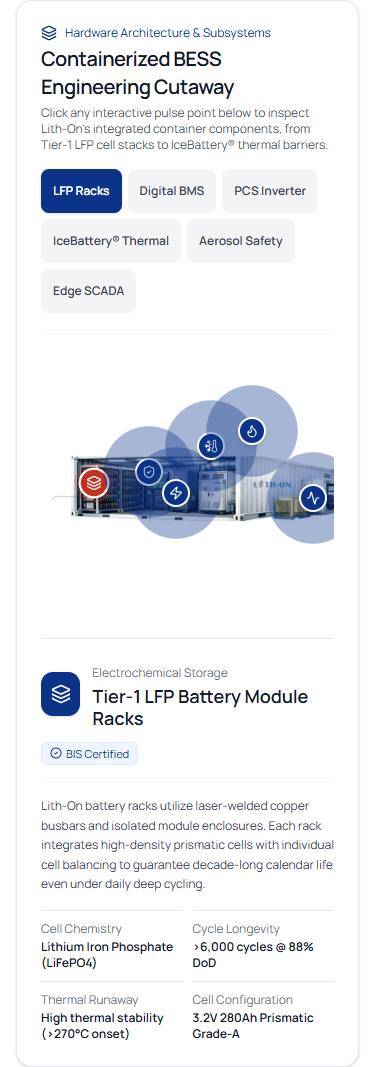 Hardware Architecture & Subsystems
Containerized BESS
Engineering Cutaway
Click any interactive pulse point below to inspect
Lith-On's integrated container components, from
Tier-1 LFP cell stacks to IceBattery® thermal barriers.
LFP Racks
Digital BMS
PCS Inverter
IceBattery® Thermal
Aerosol Safety
Edge SCADA
LITH-ON
Electrochemical Storage
Tier-1 LFP Battery Module
Racks
BIS Certified
Lith-On battery racks utilize laser-welded copper
busbars and isolated module enclosures. Each rack
integrates high-density prismatic cells with individual
cell balancing to guarantee decade-long calendar life
even under daily deep cycling.
Cell Chemistry
Lithium Iron Phosphate
(LiFePO4)
Cycle Longevity
>6,000 cycles @ 88%
DoD
Thermal Runaway
High thermal stability
(>270°C onset)
Cell Configuration
3.2V 280Ah Prismatic
Grade-A